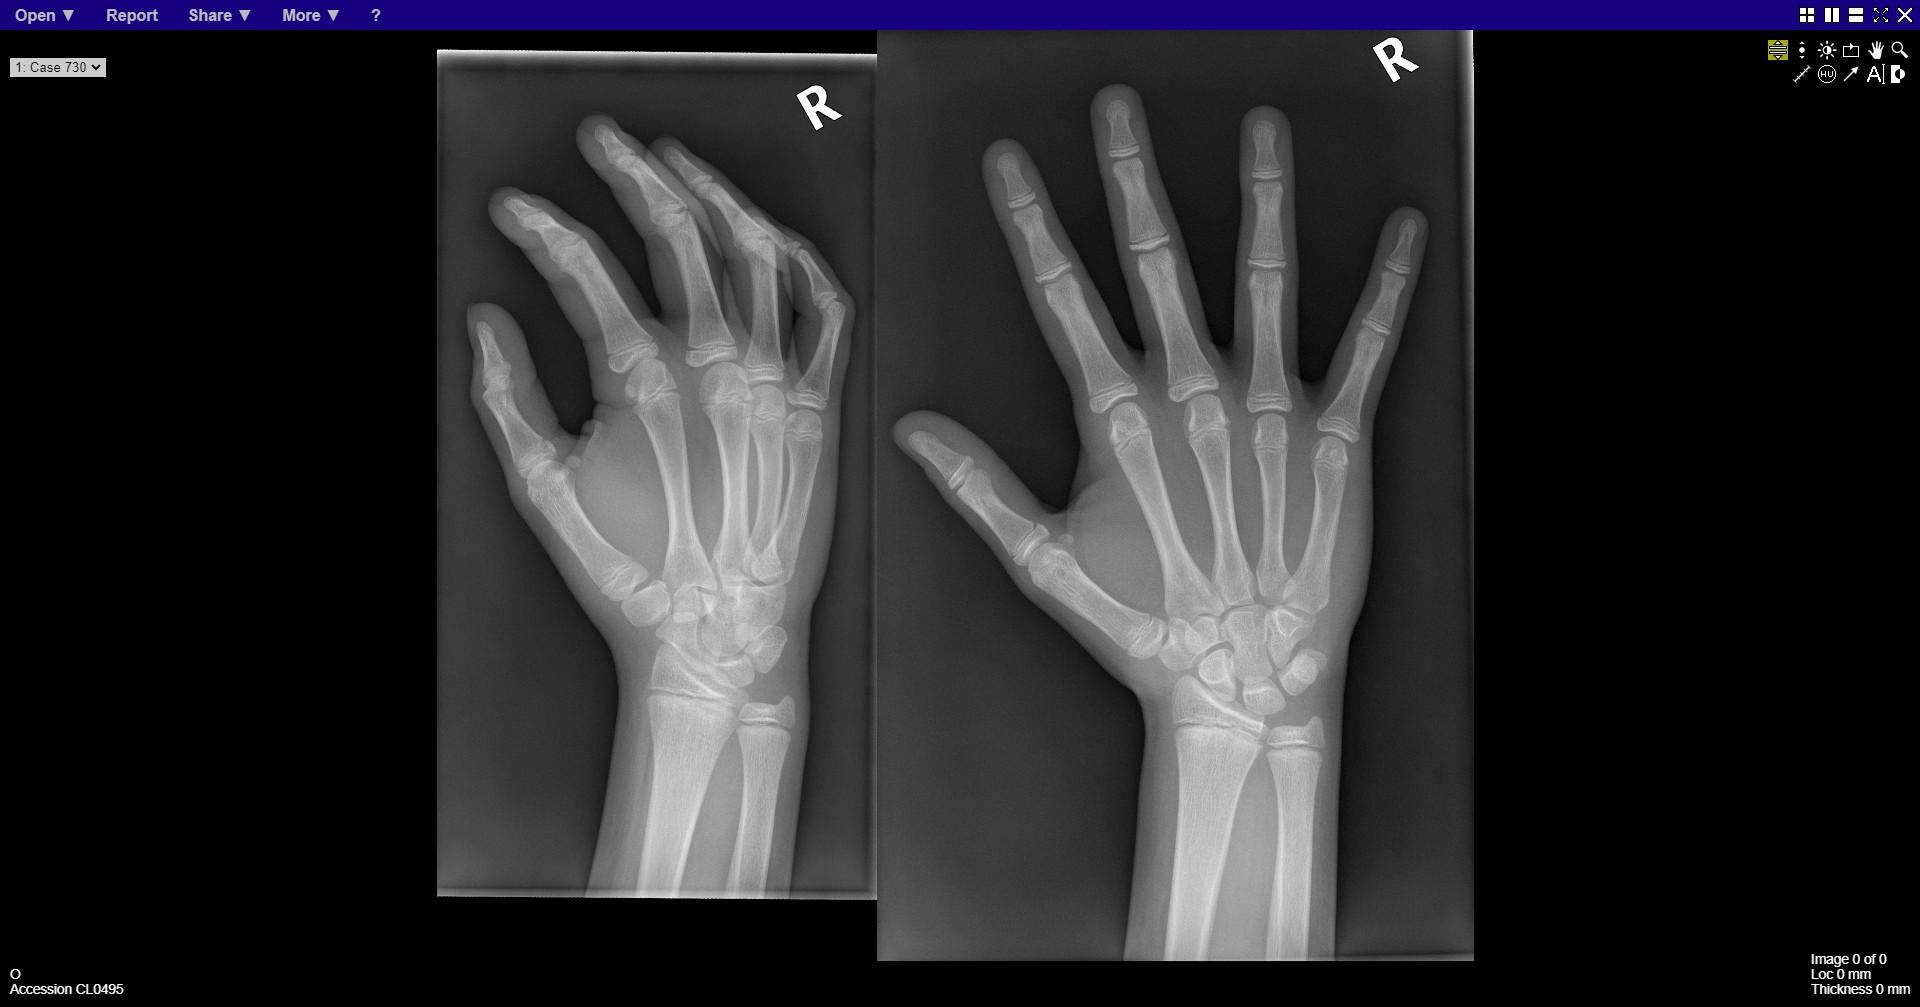 Open ▼ Report Share ▼ More ▼ ?
1: Case 730
R
R
HU
A
O
Accession CL0495
Image 0 of 0
Loc 0 mm
Thickness 0 mm